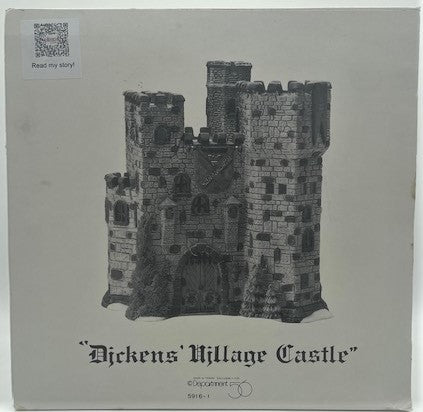 Read my story!
"Dickens' Village Castle"
©Department 56
5916-1